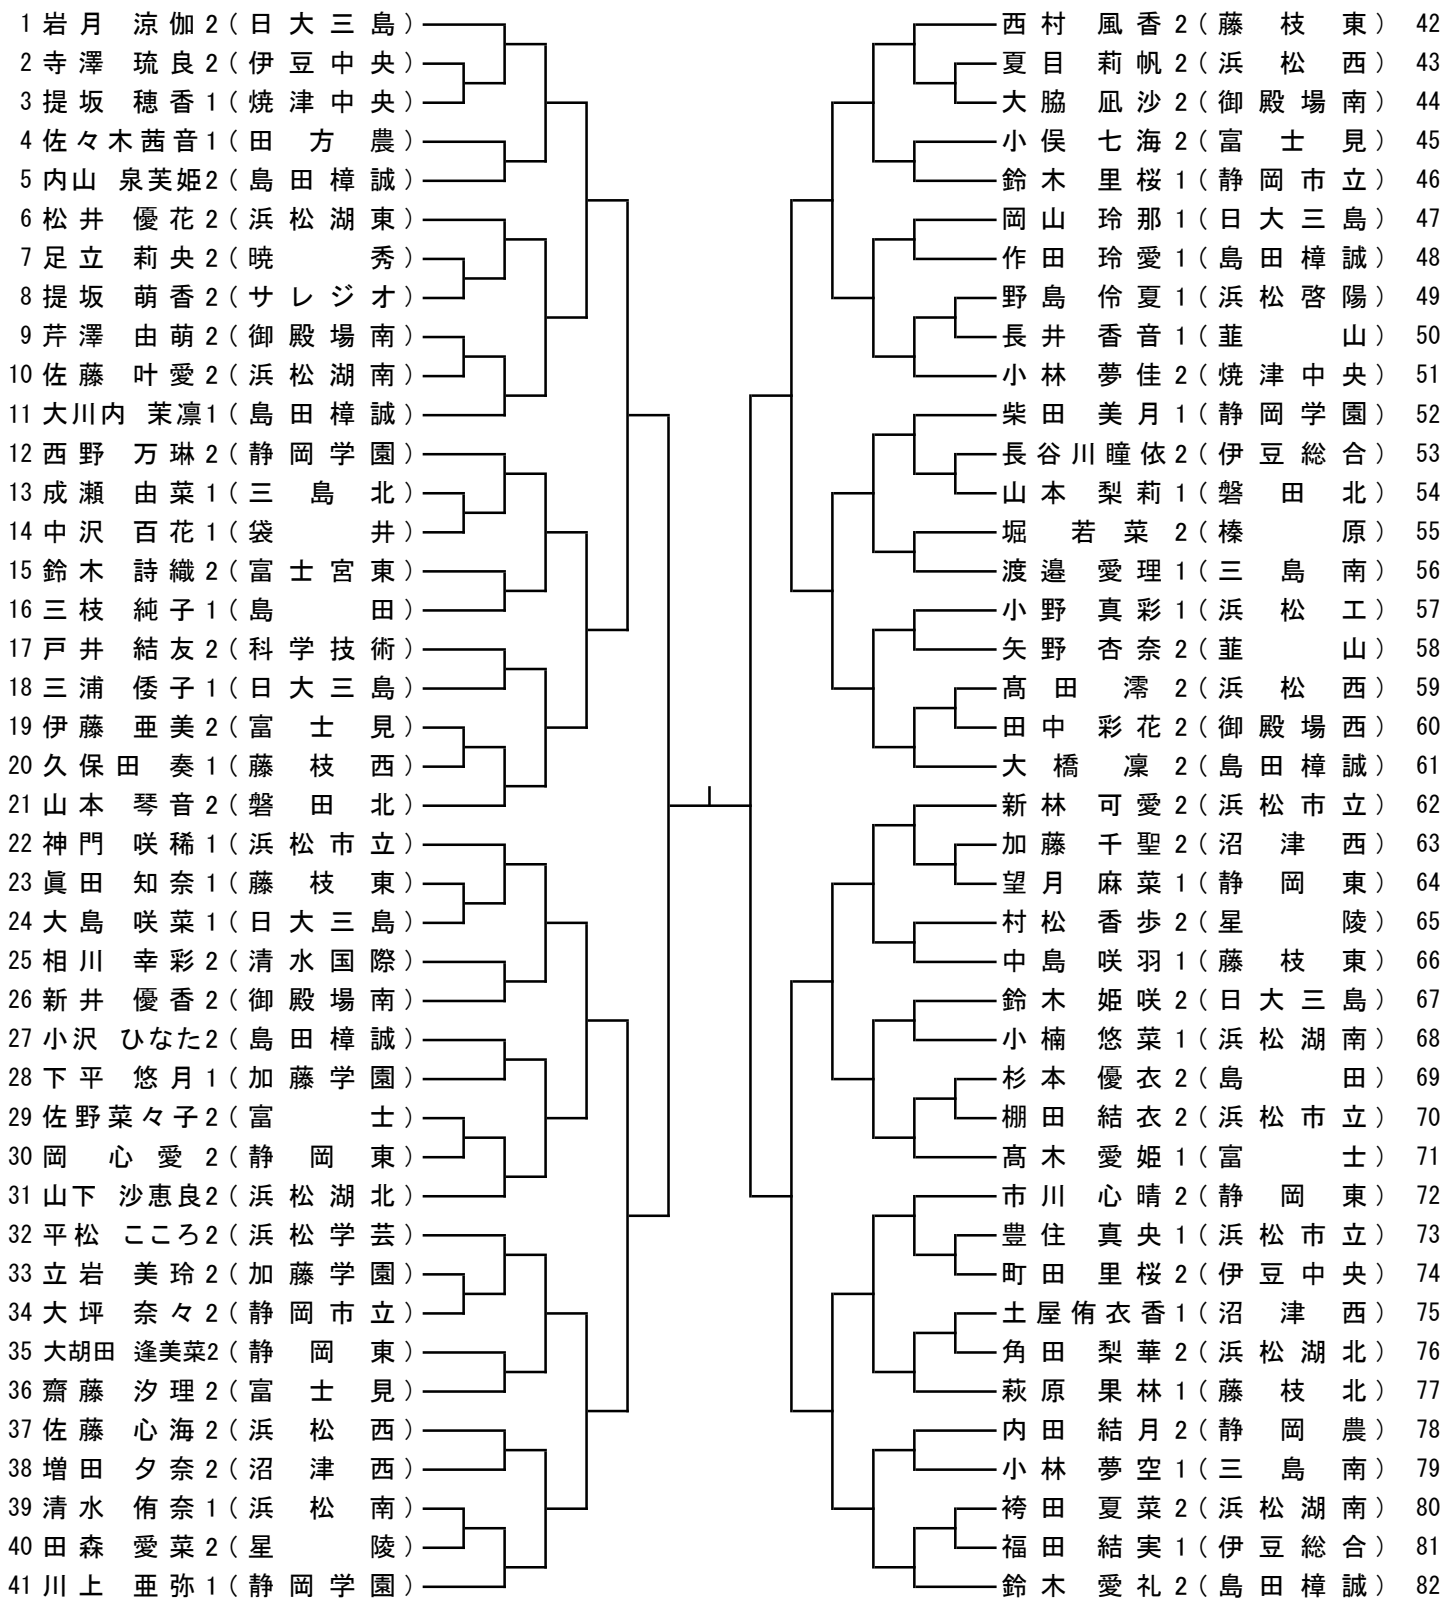 1 岩月 涼伽 2 (日大三島)
2 寺澤 琉良 2 (伊豆中央)
3 提坂 穂香 1 (焼津中央)
4 佐々木茜音 1 (田方農)
5 内山 泉芙姫 2 (島田樟誠)
6 松井 優花 2 (浜松湖東)
7 足立 莉央 2 (暁秀)
8 提坂 萌香 2 (サレジオ)
9 芹澤 由萌 2 (御殿場南)
10 佐藤 叶愛 2 (浜松湖南)
11 大川内 茉凛 1 (島田樟誠)
12 西野 万琳 2 (静岡学園)
13 成瀬 由菜 1 (三島北)
14 中沢 百花 1 (袋井)
15 鈴木 詩織 2 (富士宮東)
16 三枝 純子 1 (島田)
17 戸井 結友 2 (科学技術)
18 三浦 倭子 1 (日大三島)
19 伊藤 亜美 2 (富士見)
20 久保田 奏 1 (藤枝西)
21 山本 琴音 2 (磐田北)
22 神門 咲稀 1 (浜松市立)
23 眞田 知奈 1 (藤枝東)
24 大島 咲菜 1 (日大三島)
25 相川 幸彩 2 (清水国際)
26 新井 優香 2 (御殿場南)
27 小沢 ひなた 2 (島田樟誠)
28 下平 悠月 1 (加藤学園)
29 佐野菜々子 2 (富士)
30 岡 心愛 2 (静岡東)
31 山下 沙恵良 2 (浜松湖北)
32 平松 こころ 2 (浜松学芸)
33 立岩 美玲 2 (加藤学園)
34 大坪 奈々 2 (静岡市立)
35 大胡田 逢美菜 2 (静岡東)
36 齋藤 汐理 2 (富士見)
37 佐藤 心海 2 (浜松西)
38 増田 夕奈 2 (沼津西)
39 清水 侑奈 1 (浜松南)
40 田森 愛菜 2 (星陵)
41 川上 亜弥 1 (静岡学園)
西村 風香 2 (藤枝東) 42
夏目 莉帆 2 (浜松西) 43
大脇 凪沙 2 (御殿場南) 44
小俣 七海 2 (富士見) 45
鈴木 里桜 1 (静岡市立) 46
岡山 玲那 1 (日大三島) 47
作田 玲愛 1 (島田樟誠) 48
野島 伶夏 1 (浜松啓陽) 49
長井 香音 1 (韮山) 50
小林 夢佳 2 (焼津中央) 51
柴田 美月 1 (静岡学園) 52
長谷川瞳依 2 (伊豆総合) 53
山本 梨莉 1 (磐田北) 54
堀 若菜 2 (榛原) 55
渡邉 愛理 1 (三島南) 56
小野 真彩 1 (浜松工) 57
矢野 杏奈 2 (韮山) 58
髙田 澪 2 (浜松西) 59
田中 彩花 2 (御殿場西) 60
大橋 凜 2 (島田樟誠) 61
新林 可愛 2 (浜松市立) 62
加藤 千聖 2 (沼津西) 63
望月 麻菜 1 (静岡東) 64
村松 香歩 2 (星陵) 65
中島 咲羽 1 (藤枝東) 66
鈴木 姫咲 2 (日大三島) 67
小楠 悠菜 1 (浜松湖南) 68
杉本 優衣 2 (島田) 69
棚田 結衣 2 (浜松市立) 70
髙木 愛姫 1 (富士) 71
市川 心晴 2 (静岡東) 72
豊住 真央 1 (浜松市立) 73
町田 里桜 2 (伊豆中央) 74
土屋侑衣香 1 (沼津西) 75
角田 梨華 2 (浜松湖北) 76
萩原 果林 1 (藤枝北) 77
内田 結月 2 (静岡農) 78
小林 夢空 1 (三島南) 79
袴田 夏菜 2 (浜松湖南) 80
福田 結実 1 (伊豆総合) 81
鈴木 愛礼 2 (島田樟誠) 82